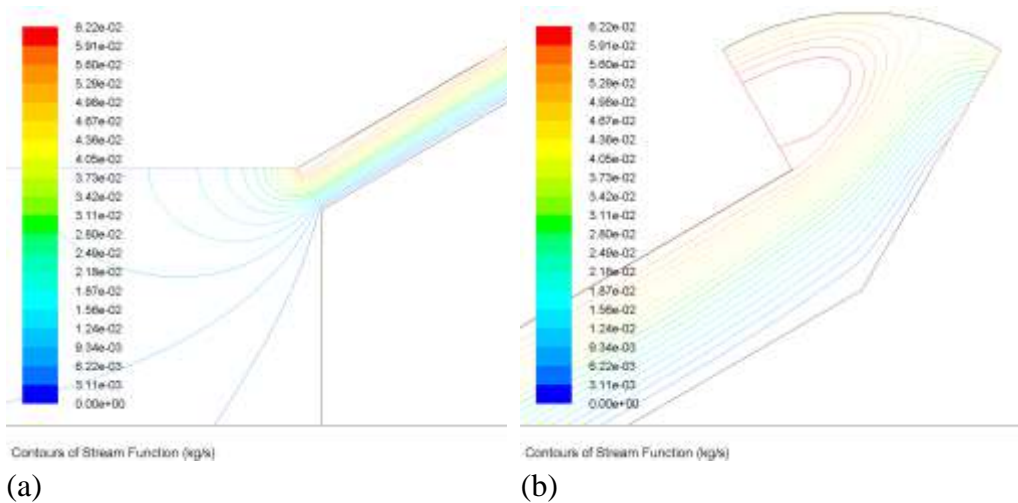 6.22e-02
5.91e-02
5.60e-02
5.29e-02
4.98e-02
4.67e-02
4.36e-02
4.05e-02
3.73e-02
3.42e-02
3.11e-02
2.80e-02
2.49e-02
2.18e-02
1.87e-02
1.56e-02
1.24e-02
9.34e-03
6.22e-03
3.11e-03
0.00e+00
Contours of Stream Function (kg/s)
(a)
6.22e-02
5.91e-02
5.60e-02
5.29e-02
4.98e-02
4.67e-02
4.36e-02
4.05e-02
3.73e-02
3.42e-02
3.11e-02
2.80e-02
2.49e-02
2.18e-02
1.87e-02
1.56e-02
1.24e-02
9.34e-03
6.22e-03
3.11e-03
0.00e+00
Contours of Stream Function (kg/s)
(b)